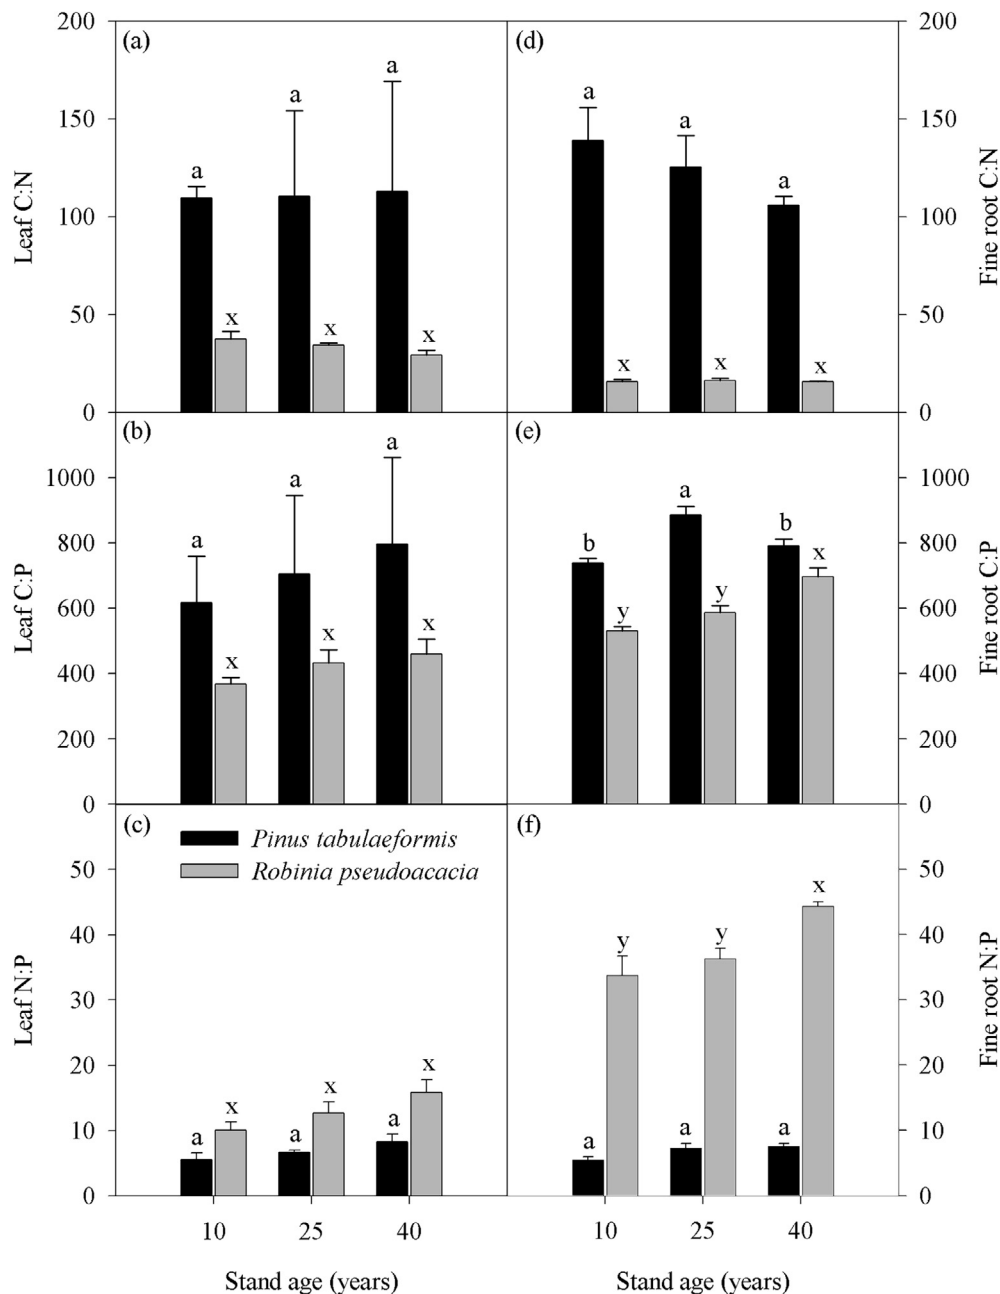 (a)
200
150
100
50
0
Leaf C:N
a
a
a
x
x
x
(d)
200
150
100
50
0
Fine root C:N
a
a
a
x
x
x
(b)
1000
800
600
400
200
0
Leaf C:P
a
a
a
x
x
x
(e)
1000
800
600
400
200
0
Fine root C:P
b
a
b
y
y
x
(c)
Pinus tabulaeformis
Robinia pseudoacacia
50
40
30
20
10
0
Leaf N:P
a
a
a
x
x
x
10
25
40
Stand age (years)
(f)
50
40
30
20
10
0
Fine root N:P
a
a
a
y
y
x
10
25
40
Stand age (years)